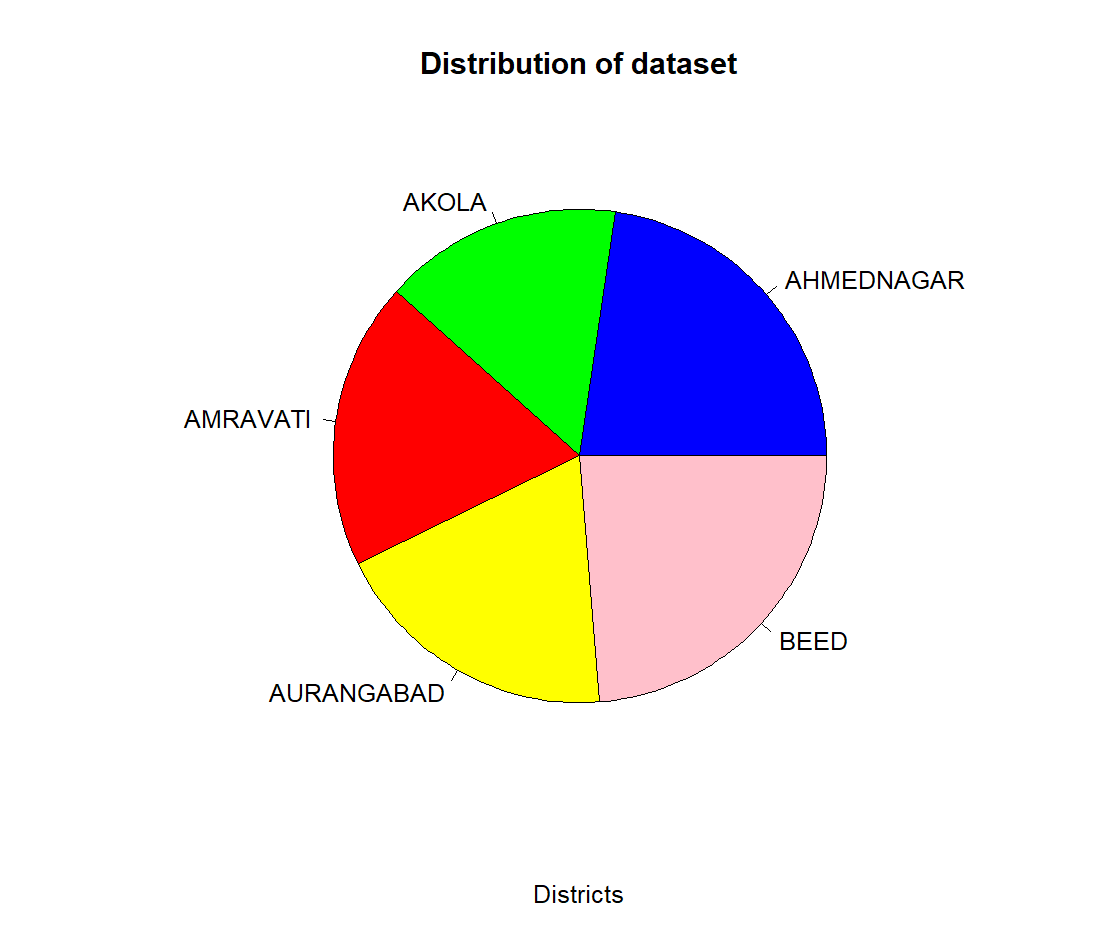 Distribution of dataset
AKOLA
AHMEDNAGAR
AMRAVATI
BEED
AURANGABAD
Districts